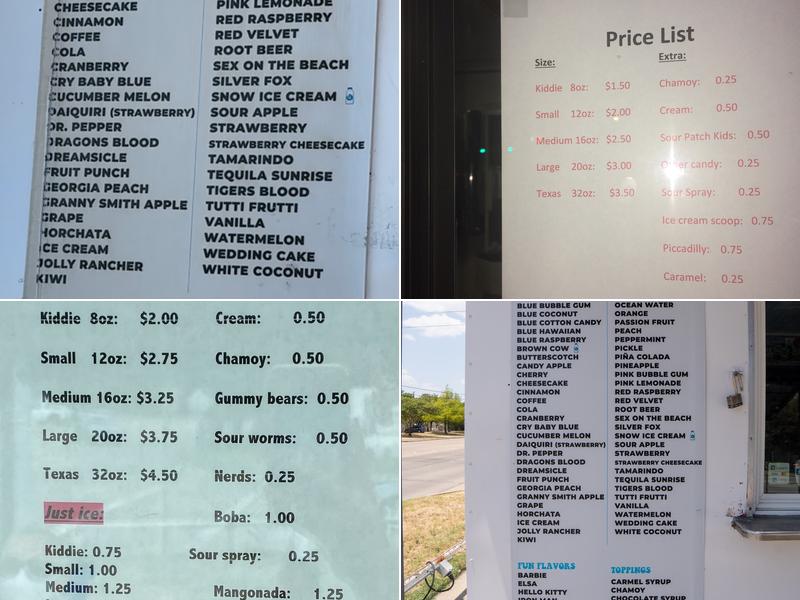 CHEESECAKE
CINNAMON
COFFEE
COLA
CRANBERRY
CRY BABY BLUE
CUCUMBER MELON
DAIQUIRI (STRAWBERRY)
DR. PEPPER
DRAGONS BLOOD
DREAMSICLE
FRUIT PUNCH
GEORGIA PEACH
GRANNY SMITH APPLE
GRAPE
HORCHATA
ICE CREAM
JOLLY RANCHER
KIWI
PINK LEMONADE
RED RASPBERRY
RED VELVET
ROOT BEER
SEX ON THE BEACH
SILVER FOX
SNOW ICE CREAM
SOUR APPLE
STRAWBERRY
STRAWBERRY CHEESECAKE
TAMARINDO
TEQUILA SUNRISE
TIGERS BLOOD
TUTTI FRUTTI
VANILLA
WATERMELON
WEDDING CAKE
WHITE COCONUT
Price List
Size:
Kiddie 8oz: $1.50
Small 12oz: $2.00
Medium 16oz: $2.50
Large 20oz: $3.00
Texas 32oz: $3.50
Extra:
Chamoy: 0.25
Cream: 0.50
Sour Patch Kids: 0.50
Other candy: 0.25
Sour Spray: 0.25
Ice cream scoop: 0.75
Piccadilly: 0.75
Caramel: 0.25
Kiddie 8oz: $2.00
Small 12oz: $2.75
Medium 16oz: $3.25
Large 20oz: $3.75
Texas 32oz: $4.50
Just ice:
Kiddie: 0.75
Small: 1.00
Medium: 1.25
Cream: 0.50
Chamoy: 0.50
Gummy bears: 0.50
Sour worms: 0.50
Nerds: 0.25
Boba: 1.00
Sour spray: 0.25
Mangonada: 1.25
BLUE BUBBLE GUM
BLUE COCONUT
BLUE COTTON CANDY
BLUE HAWAIIAN
BLUE RASPBERRY
BROWN COW
BUTTERSCOTCH
CANDY APPLE
CHERRY
CHEESECAKE
CINNAMON
COFFEE
COLA
CRANBERRY
CRY BABY BLUE
CUCUMBER MELON
DAIQUIRI (STRAWBERRY)
DR. PEPPER
DRAGONS BLOOD
DREAMSICLE
FRUIT PUNCH
GEORGIA PEACH
GRANNY SMITH APPLE
GRAPE
HORCHATA
ICE CREAM
JOLLY RANCHER
KIWI
OCEAN WATER
ORANGE
PASSION FRUIT
PEACH
PEPPERMINT
PICKLE
PIÑA COLADA
PINEAPPLE
PINK BUBBLE GUM
PINK LEMONADE
RED RASPBERRY
RED VELVET
ROOT BEER
SEX ON THE BEACH
SILVER FOX
SNOW ICE CREAM
SOUR APPLE
STRAWBERRY
STRAWBERRY CHEESECAKE
TAMARINDO
TEQUILA SUNRISE
TIGERS BLOOD
TUTTI FRUTTI
VANILLA
WATERMELON
WEDDING CAKE
WHITE COCONUT
FUN FLAVORS
BARBIE
ELSA
HELLO KITTY
IRON MAN
TOPPINGS
CARMEL SYRUP
CHAMOY
CHOCOLATE SYRUP